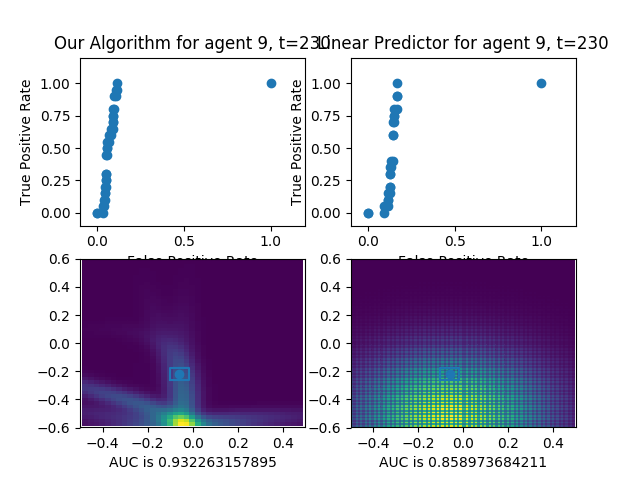 Our Algorithm for agent 9, t=230
Linear Predictor for agent 9, t=230
True Positive Rate
1.00
0.75
0.50
0.25
0.00
0.0 0.5 1.0
False Positive Rate
True Positive Rate
1.00
0.75
0.50
0.25
0.00
0.0 0.5 1.0
False Positive Rate
0.6
0.4
0.2
0.0
−0.2
−0.4
−0.6
−0.4 −0.2 0.0 0.2 0.4
AUC is 0.932263157895
0.6
0.4
0.2
0.0
−0.2
−0.4
−0.6
−0.4 −0.2 0.0 0.2 0.4
AUC is 0.858973684211